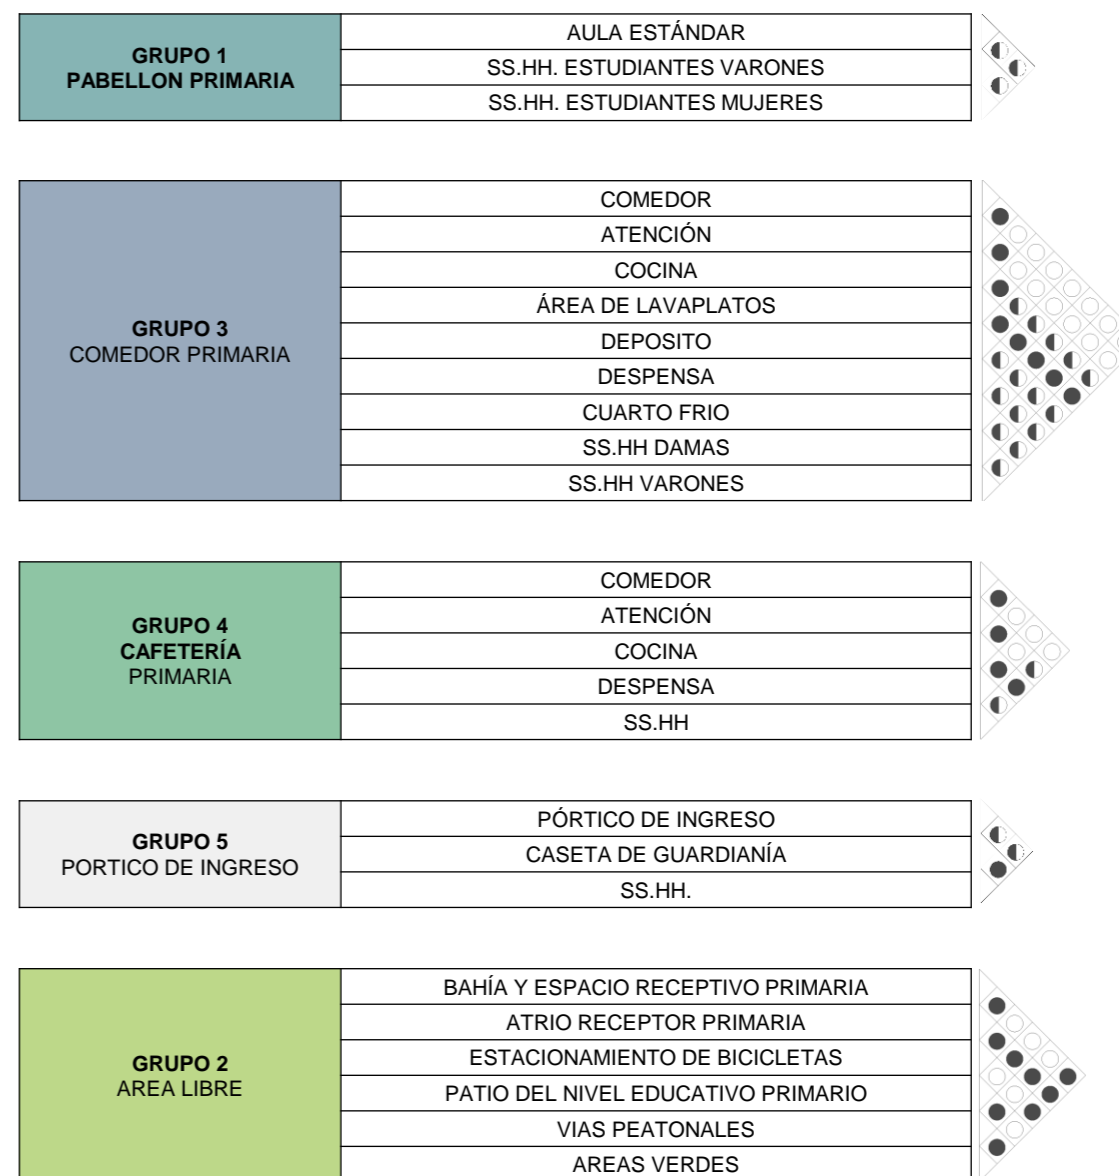 GRUPO 1
PABELLON PRIMARIA
AULA ESTÁNDAR
SS.HH. ESTUDIANTES VARONES
SS.HH. ESTUDIANTES MUJERES
GRUPO 3
COMEDOR PRIMARIA
COMEDOR
ATENCIÓN
COCINA
ÁREA DE LAVAPLATOS
DEPOSITO
DESPENSA
CUARTO FRIO
SS.HH DAMAS
SS.HH VARONES
GRUPO 4
CAFETERÍA
PRIMARIA
COMEDOR
ATENCIÓN
COCINA
DESPENSA
SS.HH
GRUPO 5
PORTICO DE INGRESO
PÓRTICO DE INGRESO
CASETA DE GUARDIANÍA
SS.HH.
GRUPO 2
AREA LIBRE
BAHÍA Y ESPACIO RECEPTIVO PRIMARIA
ATRIO RECEPTOR PRIMARIA
ESTACIONAMIENTO DE BICICLETAS
PATIO DEL NIVEL EDUCATIVO PRIMARIO
VIAS PEATONALES
AREAS VERDES